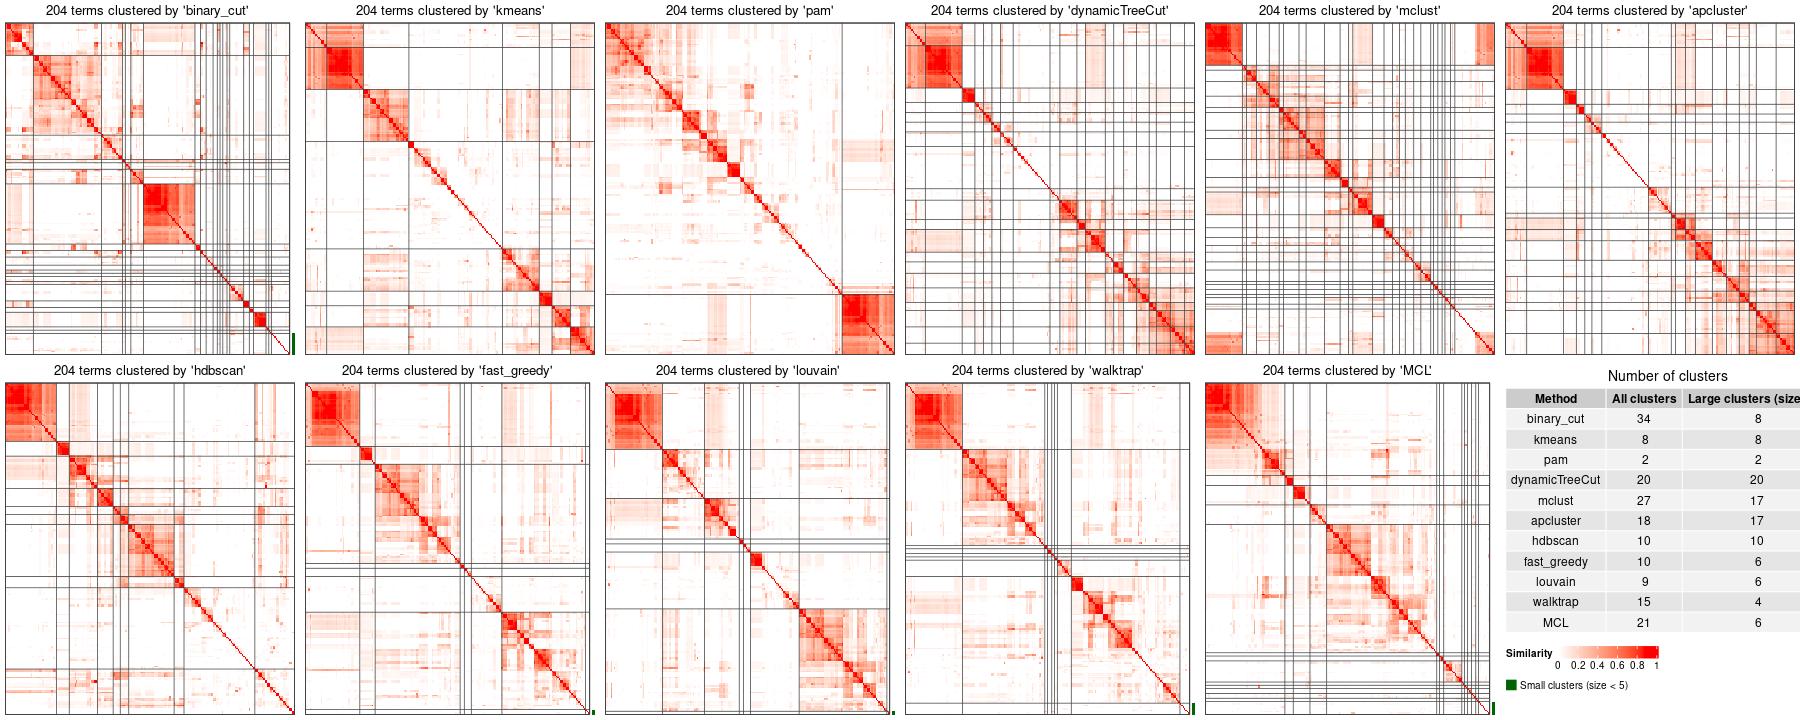 204 terms clustered by 'binary_cut'
204 terms clustered by 'kmeans'
204 terms clustered by 'pam'
204 terms clustered by 'dynamicTreeCut'
204 terms clustered by 'mclust'
204 terms clustered by 'apcluster'
204 terms clustered by 'hdbscan'
204 terms clustered by 'fast_greedy'
204 terms clustered by 'louvain'
204 terms clustered by 'walktrap'
204 terms clustered by 'MCL'
Number of clusters
Method All clusters Large clusters (size
binary_cut 34 8
kmeans 8 8
pam 2 2
dynamicTreeCut 20 20
mclust 27 17
apcluster 18 17
hdbscan 10 10
fast_greedy 10 6
louvain 9 6
walktrap 15 4
MCL 21 6
Similarity
0 0.2 0.4 0.6 0.8 1
Small clusters (size < 5)